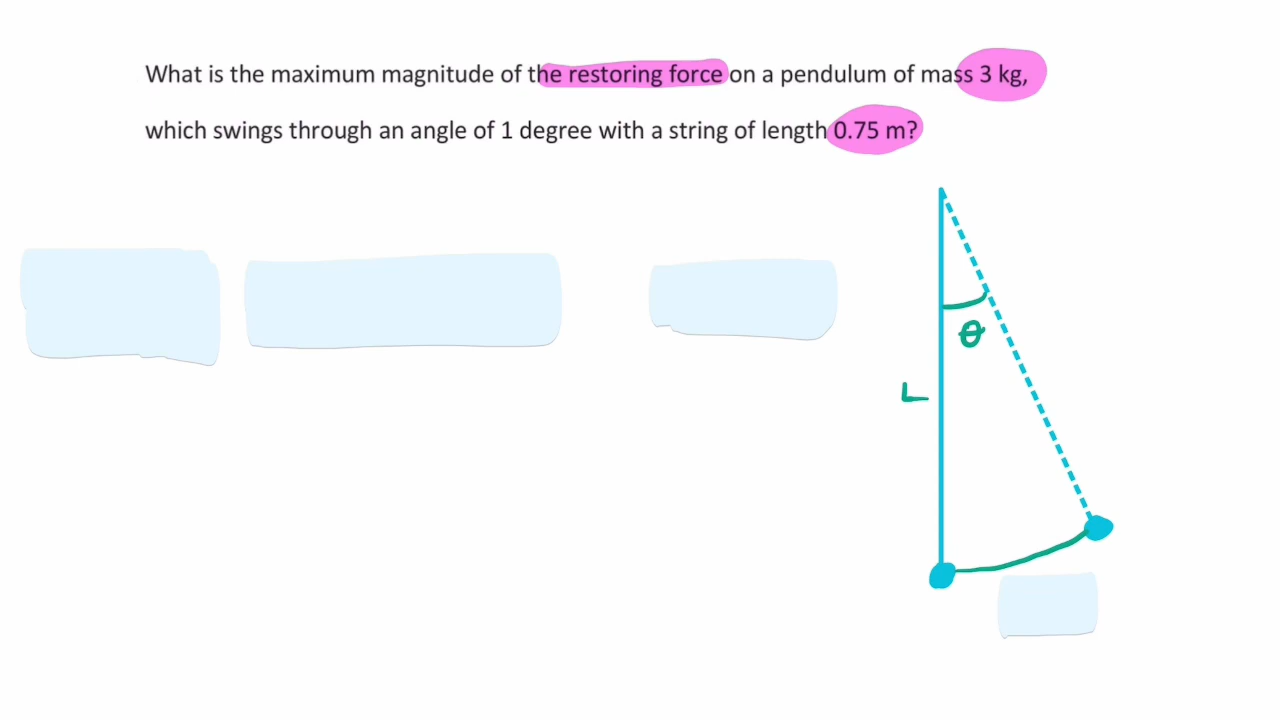 What is the maximum magnitude of the restoring force on a pendulum of mass 3 kg,
which swings through an angle of 1 degree with a string of length 0.75 m?
θ
L